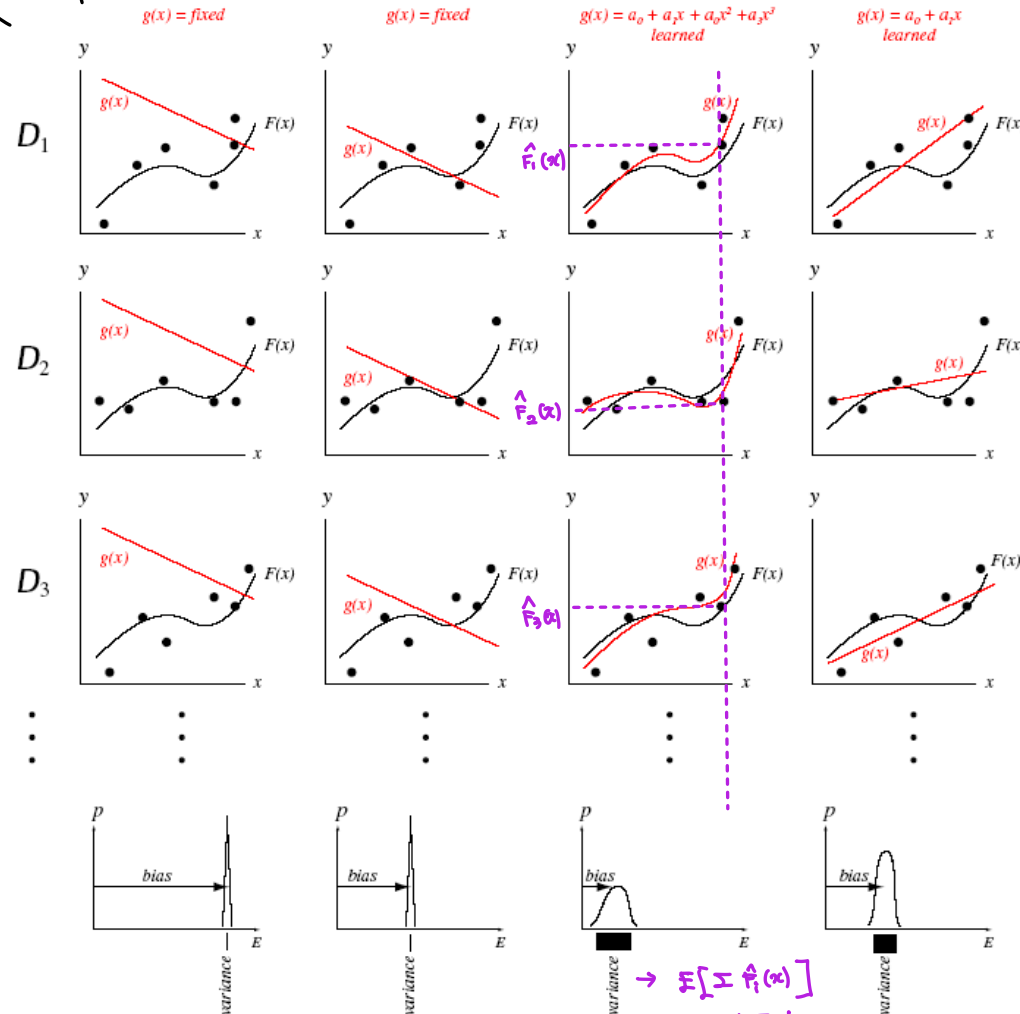 g(x) = fixed
g(x) = fixed
g(x) = a₀ + a₁x + a₀x² + a₃x³
learned
g(x) = a₀ + a₁x
learned
D₁
y
g(x)
F(x)
x
y
g(x)
F(x)
x
y
g(x)
F(x)
x
F̂₁(x)
y
g(x)
F(x
x
D₂
y
g(x)
F(x)
x
y
g(x)
F(x)
x
y
g(x)
F(x)
x
F̂₂(x)
y
g(x)
F(x
x
D₃
y
g(x)
F(x)
x
y
g(x)
F(x)
x
y
g(x)
F(x)
x
F̂₃(x)
y
g(x)
F(x)
x
p
bias
E
variance
p
bias
E
variance
p
bias
E
variance
p
bias
E
variance
→ E[Σ F̂ᵢ(x)]